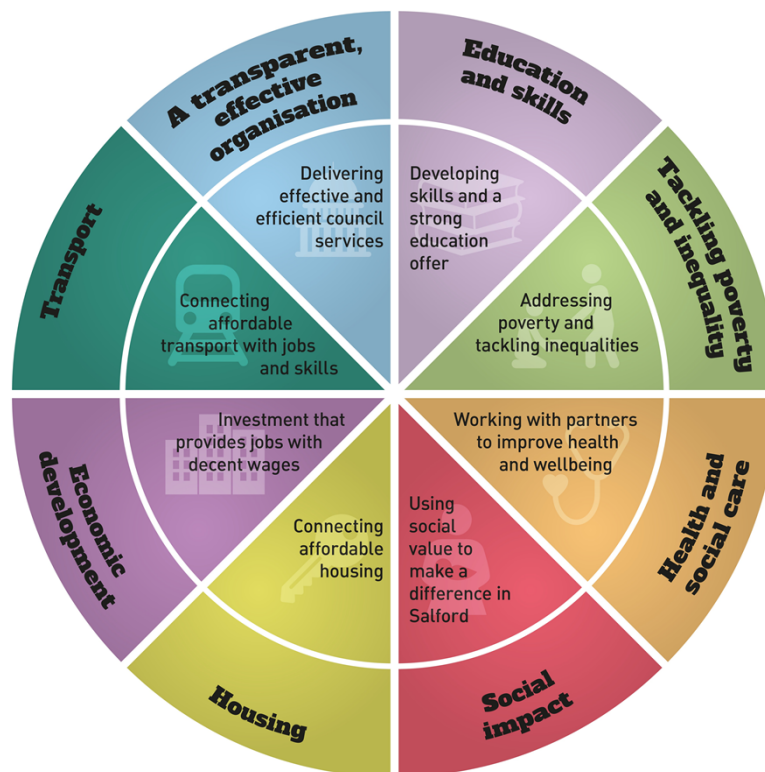 A transparent,
effective
organisation
Delivering
effective and
efficient council
services
Education
and skills
Developing
skills and a
strong
education
offer
Tackling poverty
and inequality
Addressing
poverty and
tackling inequalities
Health and
social care
Working with partners
to improve health
and wellbeing
Social
impact
Using
social
value to
make a
difference in
Salford
Housing
Connecting
affordable
housing
Economic
development
Investment that
provides jobs with
decent wages
Transport
Connecting
affordable
transport with jobs
and skills